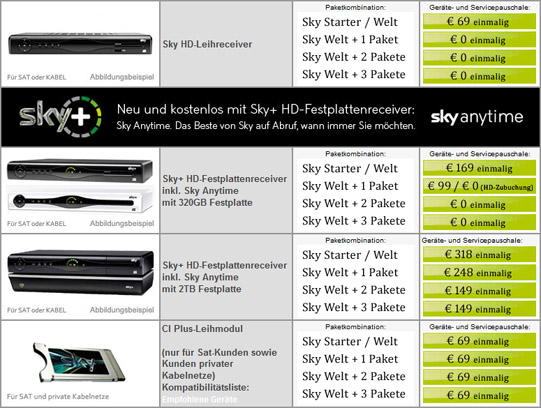 Paketkombination:
Geräte- und Servicepauschale:
sky
Sky HD-Leihreceiver
Sky Starter / Welt
€ 69 einmalig
Sky Welt + 1 Paket
€ 0 einmalig
Sky Welt + 2 Pakete
€ 0 einmalig
Sky Welt + 3 Pakete
€ 0 einmalig
Für SAT oder KABEL
Abbildungsbeispiel
sky+
Neu und kostenlos mit Sky+ HD-Festplattenreceiver:
Sky Anytime. Das Beste von Sky auf Abruf, wann immer Sie möchten.
sky anytime
Paketkombination:
Geräte- und Servicepauschale:
Sky+ HD-Festplattenreceiver
inkl. Sky Anytime
mit 320GB Festplatte
Sky Starter / Welt
€ 169 einmalig
Sky Welt + 1 Paket
€ 99 / € 0 (HD-Zubuchung)
Sky Welt + 2 Pakete
€ 0 einmalig
Sky Welt + 3 Pakete
€ 0 einmalig
Für SAT oder KABEL
Abbildungsbeispiel
Paketkombination:
Geräte- und Servicepauschale:
Sky+ HD-Festplattenreceiver
inkl. Sky Anytime
mit 2TB Festplatte
Sky Starter / Welt
€ 318 einmalig
Sky Welt + 1 Paket
€ 248 einmalig
Sky Welt + 2 Pakete
€ 149 einmalig
Sky Welt + 3 Pakete
€ 149 einmalig
Für SAT oder KABEL
Abbildungsbeispiel
Paketkombination:
Geräte- und Servicepauschale:
CI Plus-Leihmodul
(nur für Sat-Kunden sowie
Kunden privater
Kabelnetze)
Kompatibilitätsliste:
Empfohlene Geräte
Sky Starter / Welt
€ 69 einmalig
Sky Welt + 1 Paket
€ 69 einmalig
Sky Welt + 2 Pakete
€ 69 einmalig
Sky Welt + 3 Pakete
€ 69 einmalig
Für SAT und private Kabelnetze